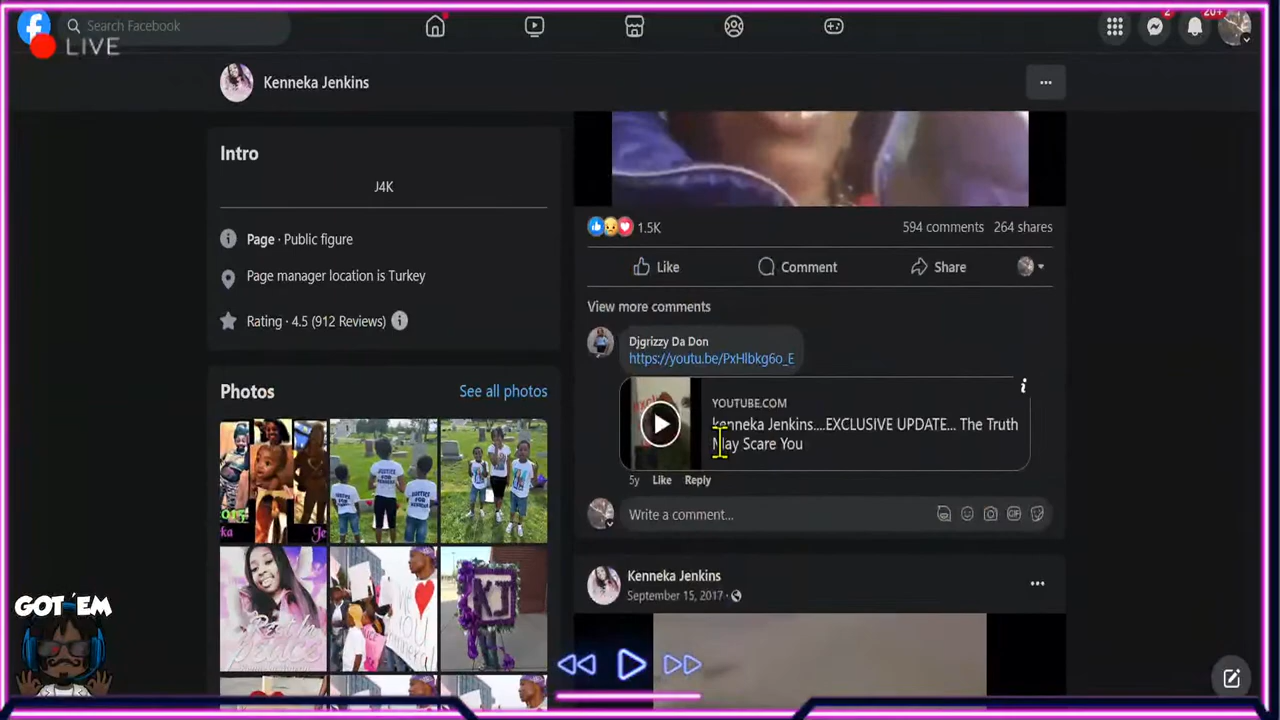 Search Facebook
LIVE
2
20+
Kenneka Jenkins
Intro
J4K
Page · Public figure
Page manager location is Turkey
Rating · 4.5 (912 Reviews)
Photos
See all photos
KJ
1.5K
594 comments 264 shares
Like
Comment
Share
View more comments
Djgrizzy Da Don
https://youtu.be/PxHlbkg6o_E
YOUTUBE.COM
kenneka Jenkins....EXCLUSIVE UPDATE... The Truth
May Scare You
5y Like Reply
Write a comment...
Kenneka Jenkins
September 15, 2017 ·
GOT 'EM